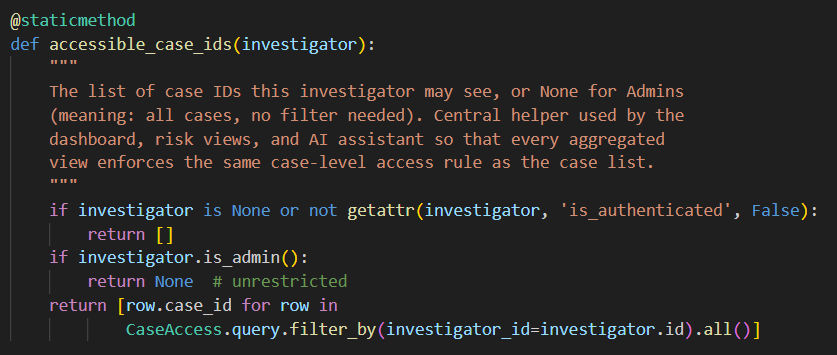 @staticmethod
def accessible_case_ids(investigator):
    """
    The list of case IDs this investigator may see, or None for Admins
    (meaning: all cases, no filter needed). Central helper used by the
    dashboard, risk views, and AI assistant so that every aggregated
    view enforces the same case-level access rule as the case list.
    """
    if investigator is None or not getattr(investigator, 'is_authenticated', False):
        return []
    if investigator.is_admin():
        return None  # unrestricted
    return [row.case_id for row in
            CaseAccess.query.filter_by(investigator_id=investigator.id).all()]